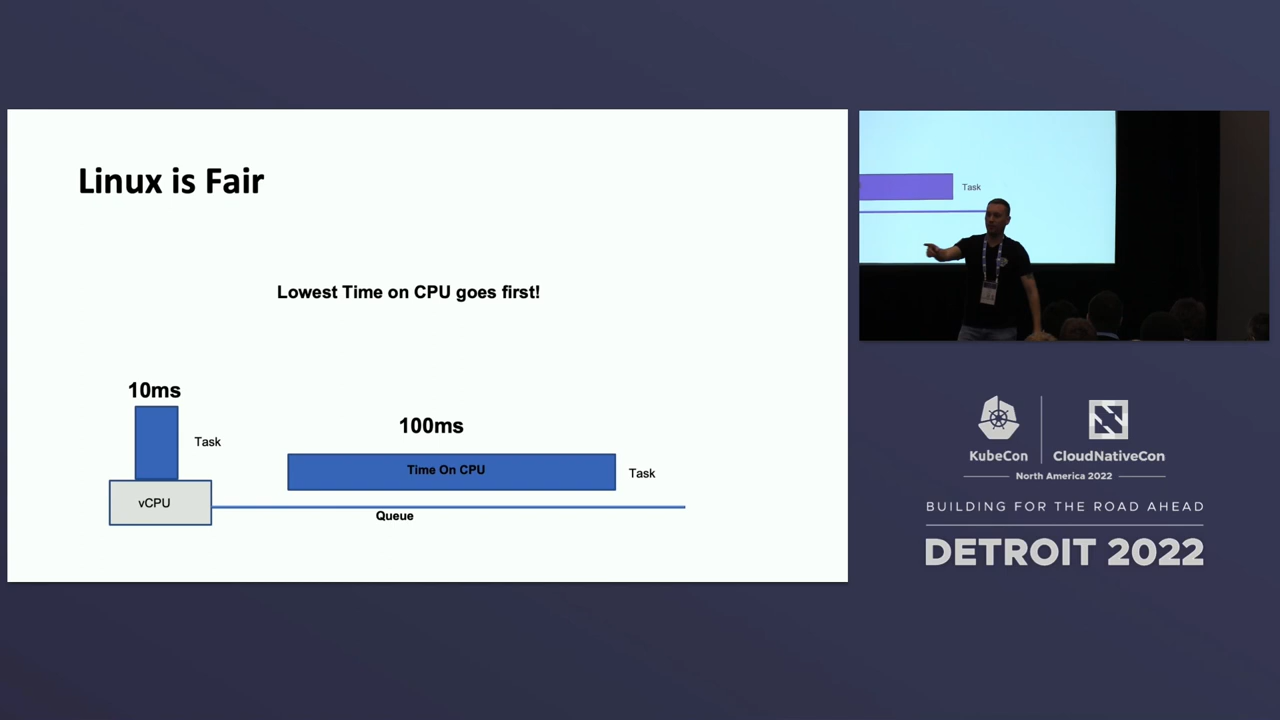 Linux is Fair
Lowest Time on CPU goes first!
10ms
Task
100ms
Time On CPU
Task
vCPU
Queue
Task
KubeCon
CloudNativeCon
North America 2022
BUILDING FOR THE ROAD AHEAD
DETROIT 2022